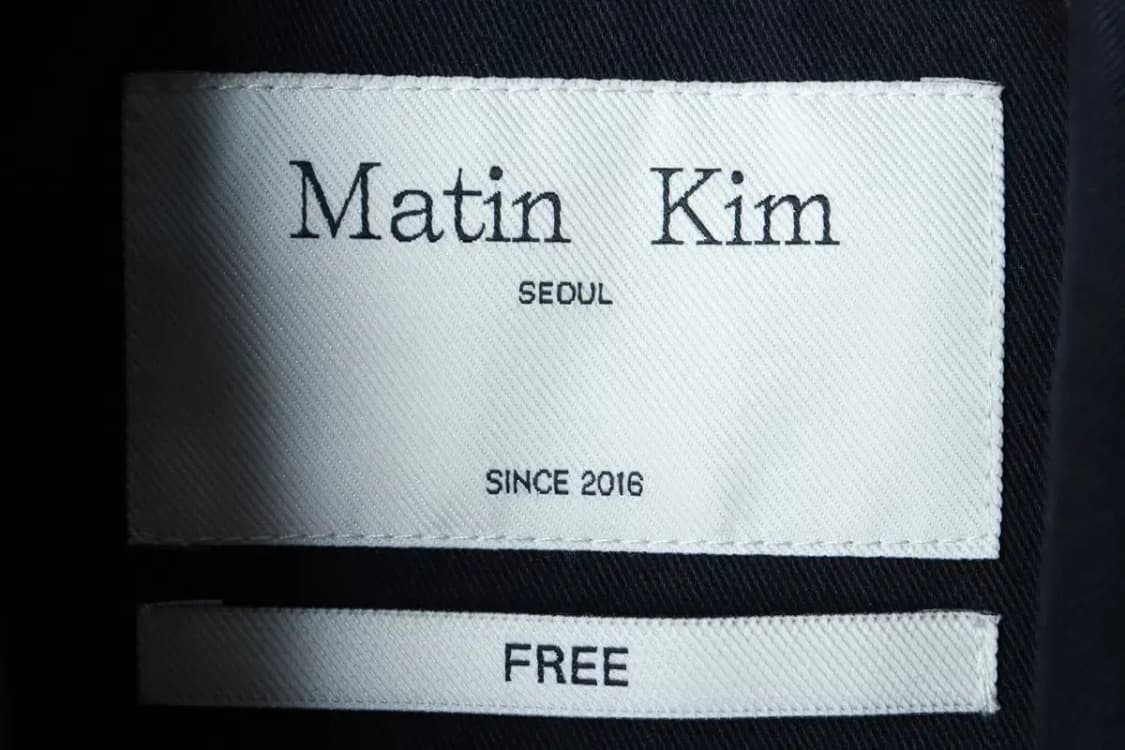 Matin Kim
SEOUL
SINCE 2016
FREE